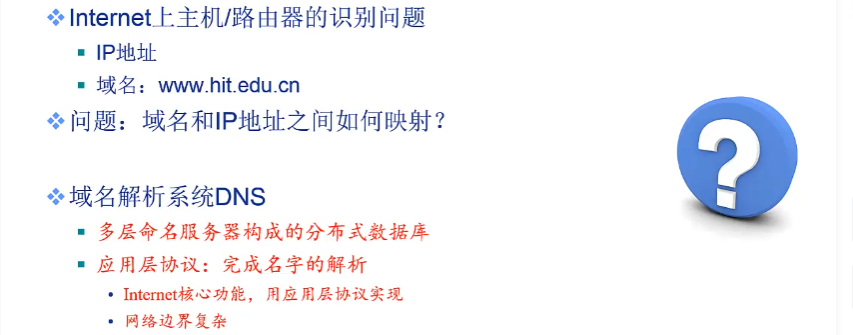 Internet上主机/路由器的识别问题
IP地址
域名：www.hit.edu.cn
问题：域名和IP地址之间如何映射？
域名解析系统DNS
多层命名服务器构成的分布式数据库
应用层协议：完成名字的解析
Internet核心功能，用应用层协议实现
网络边界复杂